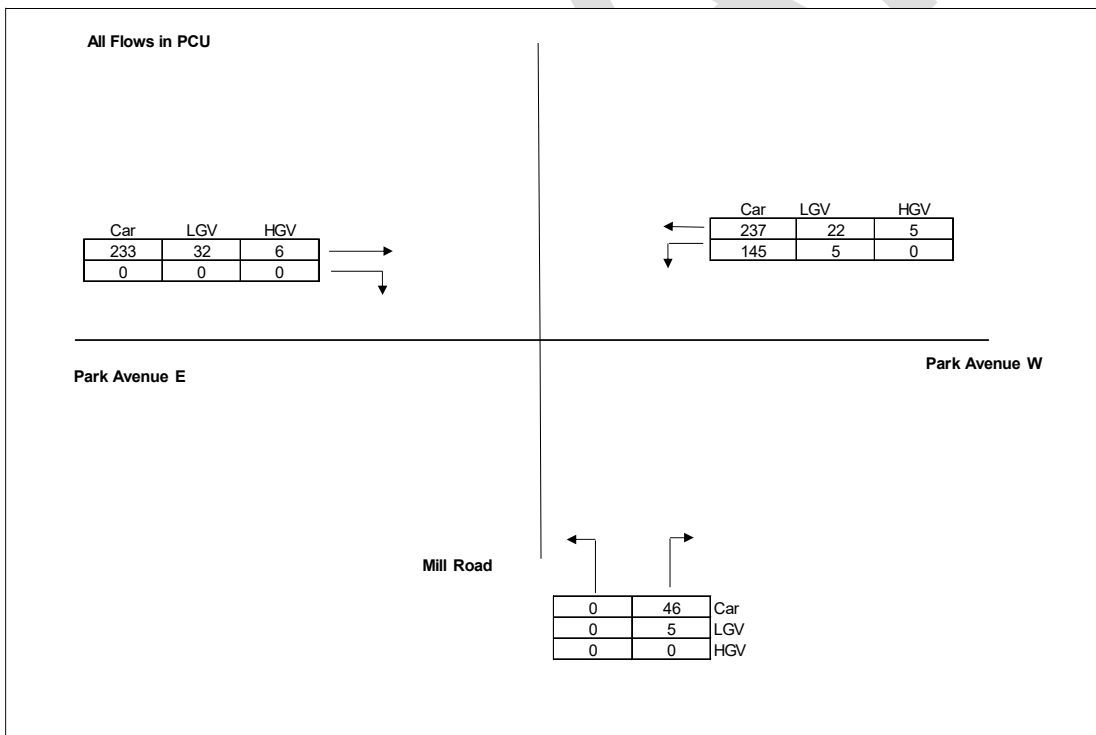 All Flows in PCU
Car LGV HGV
233 32 6
0 0 0
Car LGV HGV
237 22 5
145 5 0
Park Avenue E
Park Avenue W
Mill Road
0 46 Car
0 5 LGV
0 0 HGV